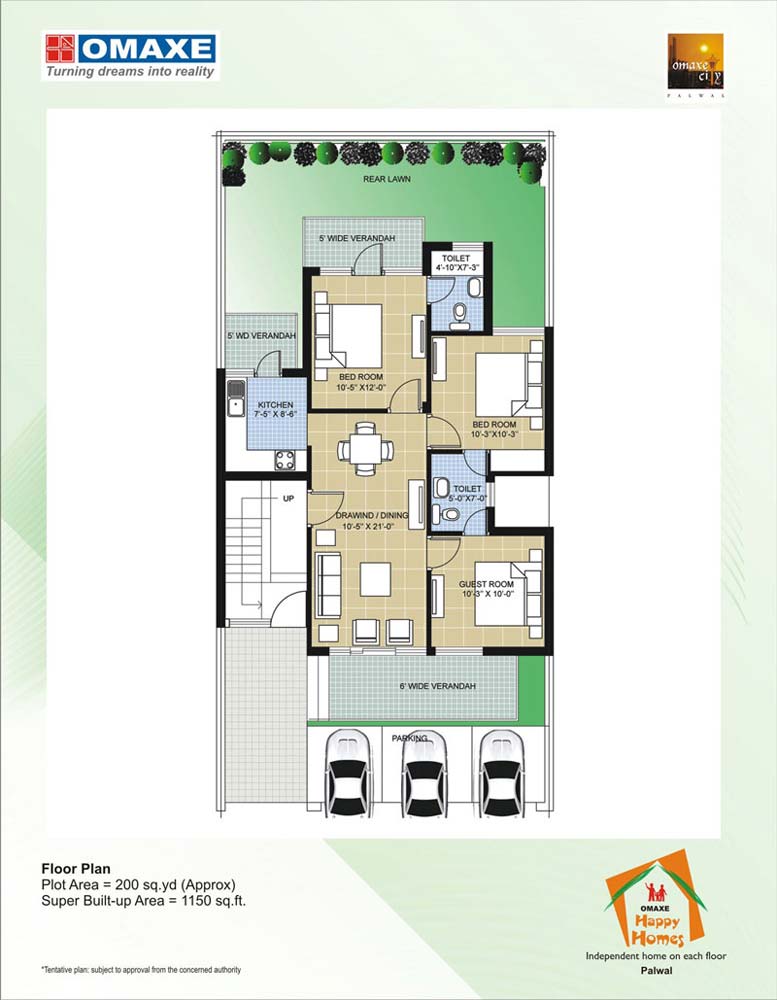 OMAXE
Turning dreams into reality
omaxe city
PALWAL
REAR LAWN
5' WIDE VERANDAH
TOILET
4'-10"X7'-3"
5' WD VERANDAH
BED ROOM
10'-5" X12'-0"
KITCHEN
7'-5" X 8'-6"
BED ROOM
10'-3"X10'-3"
UP
TOILET
5'-0"X7'-0"
DRAWIND / DINING
10'-5" X 21'-0"
GUEST ROOM
10'-3" X 10'-0"
6' WIDE VERANDAH
PARKING
Floor Plan
Plot Area = 200 sq.yd (Approx)
Super Built-up Area = 1150 sq.ft.
OMAXE
Happy
Homes
Independent home on each floor
Palwal
*Tentative plan: subject to approval from the concerned authority